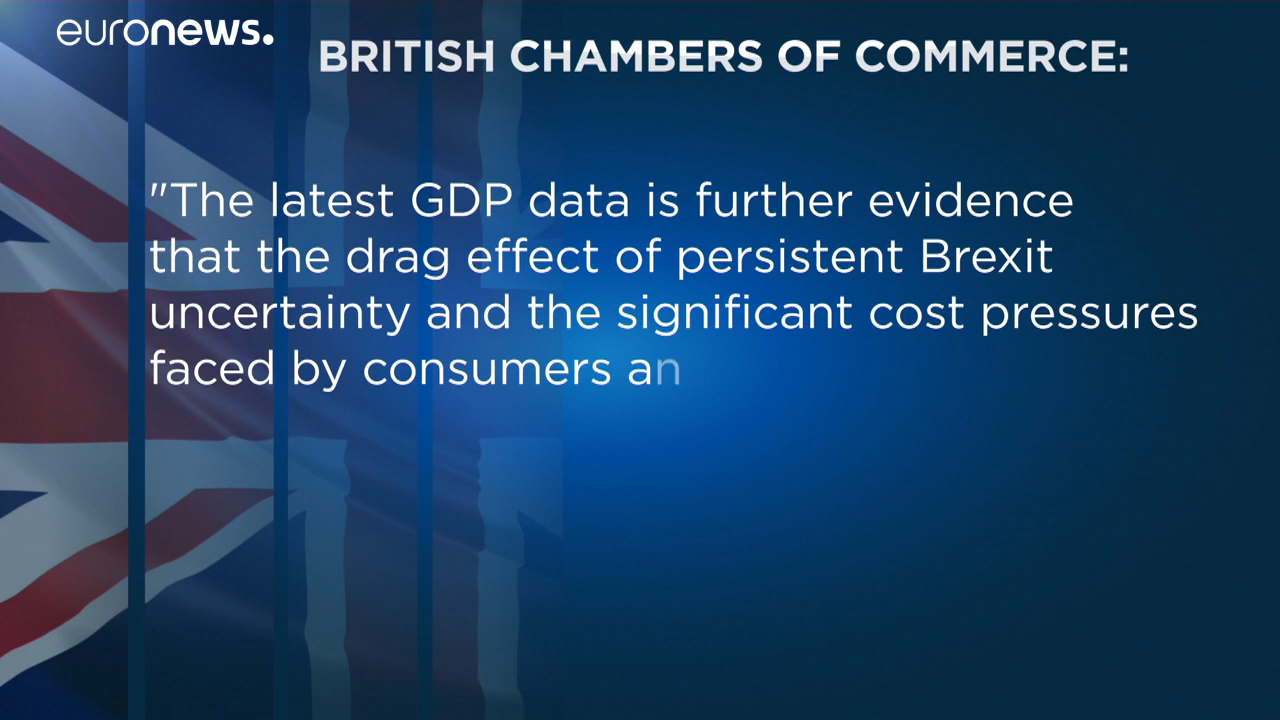 euronews.
BRITISH CHAMBERS OF COMMERCE:
"The latest GDP data is further evidence
that the drag effect of persistent Brexit
uncertainty and the significant cost pressures
faced by consumers an